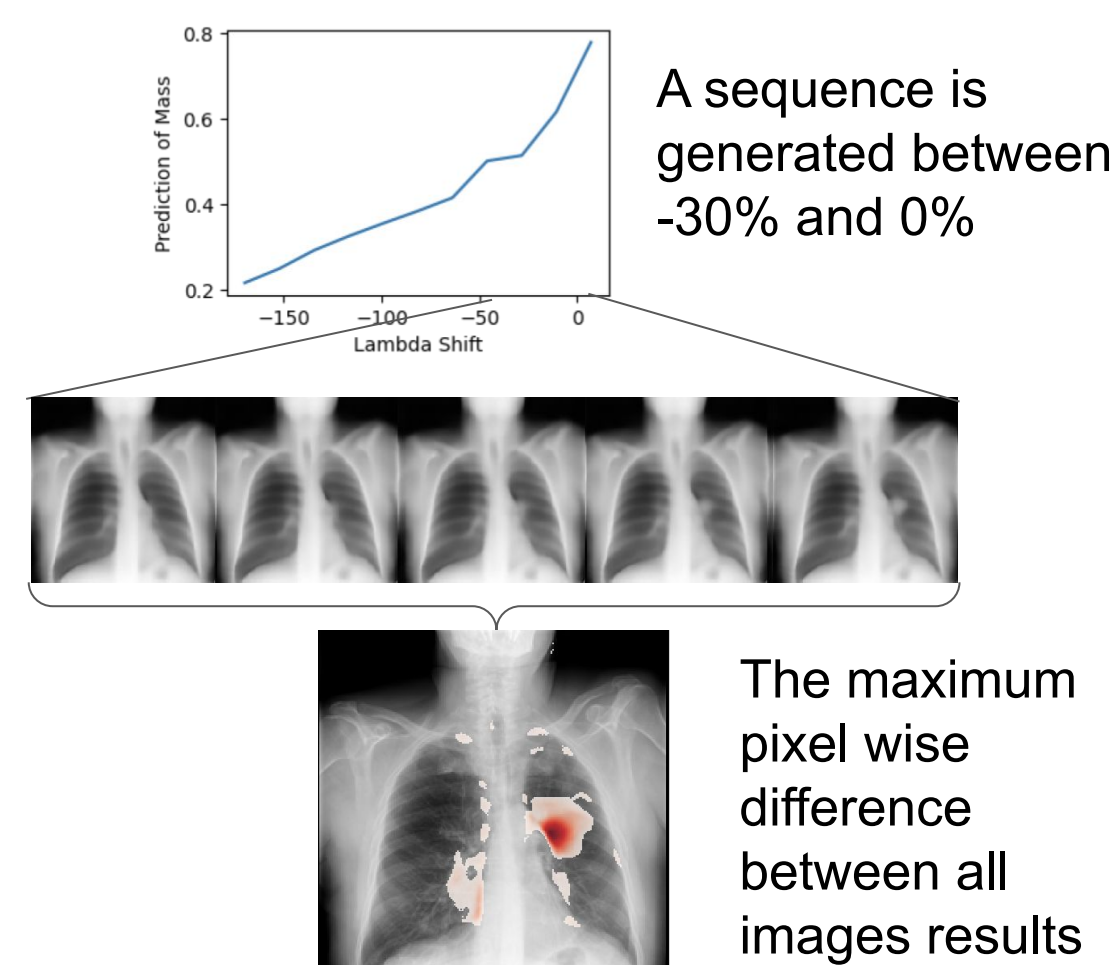 0.8
0.6
0.4
0.2
Prediction of Mass
−150
−100
−50
0
Lambda Shift
A sequence is
generated between
-30% and 0%
The maximum
pixel wise
difference
between all
images results